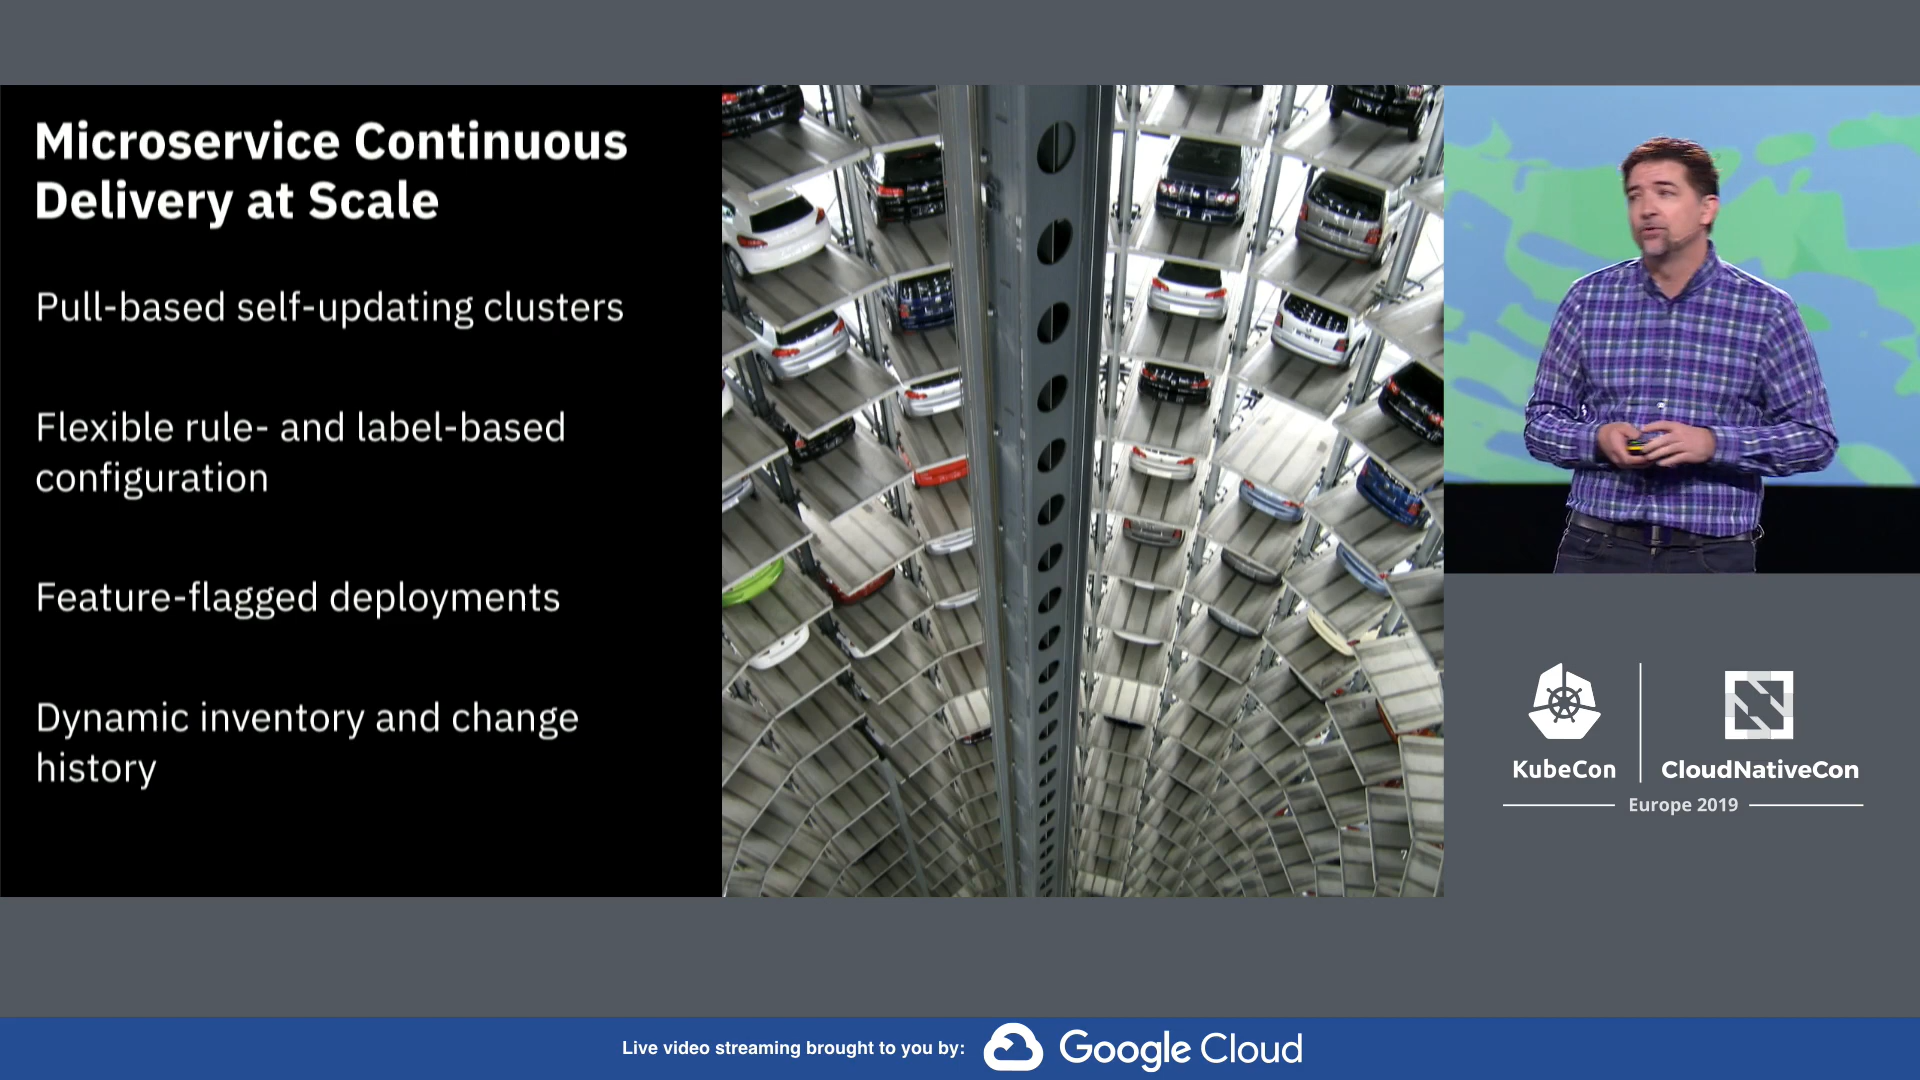 Microservice Continuous
Delivery at Scale
Pull-based self-updating clusters
Flexible rule- and label-based
configuration
Feature-flagged deployments
Dynamic inventory and change
history
7
KubeCon
CloudNativeCon
Europe 2019
Live video streaming brought to you by:
Google Cloud